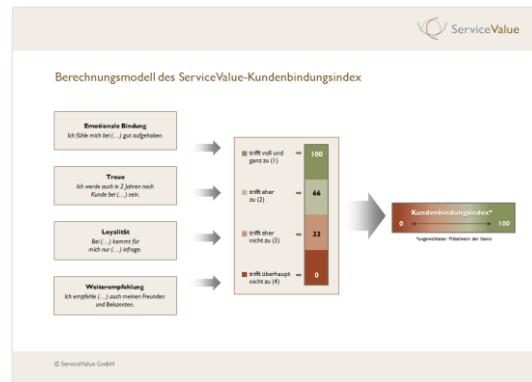 ServiceValue
Berechnungsmodell des ServiceValue-Kundenbindungsindex
Emotionale Bindung
Ich fühle mich bei (…) gut aufgehoben.
Treue
Ich werde auch in 2 Jahren noch
Kunde bei (…) sein.
Loyalität
Bei (…) kommt für
mich nur (…) infrage.
Weiterempfehlung
Ich empfehle (…) auch meinen Freunden
und Bekannten.
trifft voll und
ganz zu (1)
100
trifft eher
zu (2)
66
trifft eher
nicht zu (3)
33
trifft überhaupt
nicht zu (4)
0
Kundenbindungsindex*
0
100
*ungewichteter Mittelwert der Items
© ServiceValue GmbH